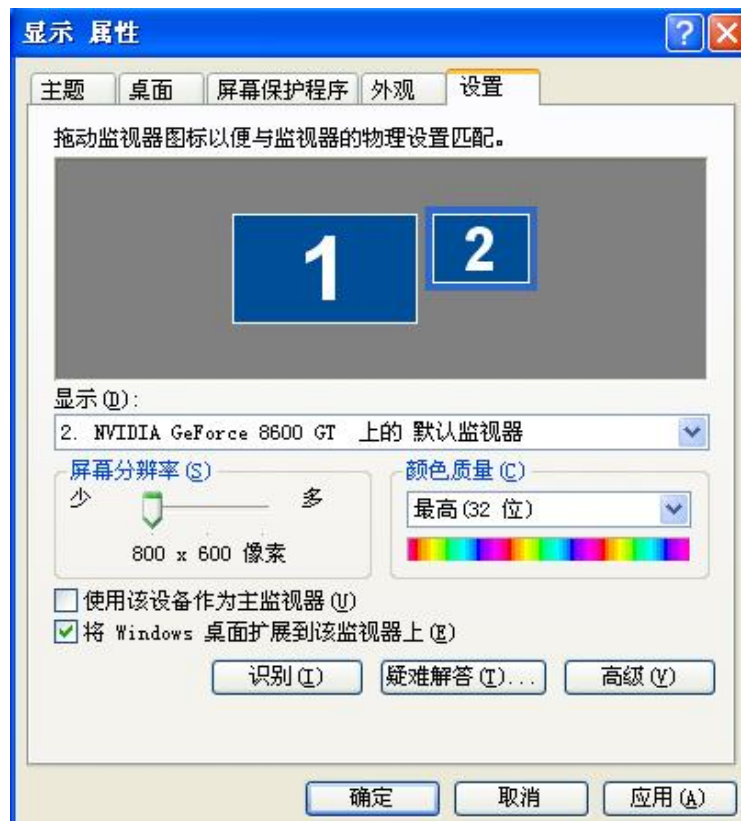 显示 属性
主题 桌面 屏幕保护程序 外观 设置
拖动监视器图标以便与监视器的物理设置匹配。
1 2
显示(D):
2. NVIDIA GeForce 8600 GT 上的 默认监视器
屏幕分辨率(S) 颜色质量(C)
少 多 最高(32 位)
800 x 600 像素
使用该设备作为主监视器(U)
将 Windows 桌面扩展到该监视器上(E)
识别(I) 疑难解答(T)... 高级(V)
确定 取消 应用(A)